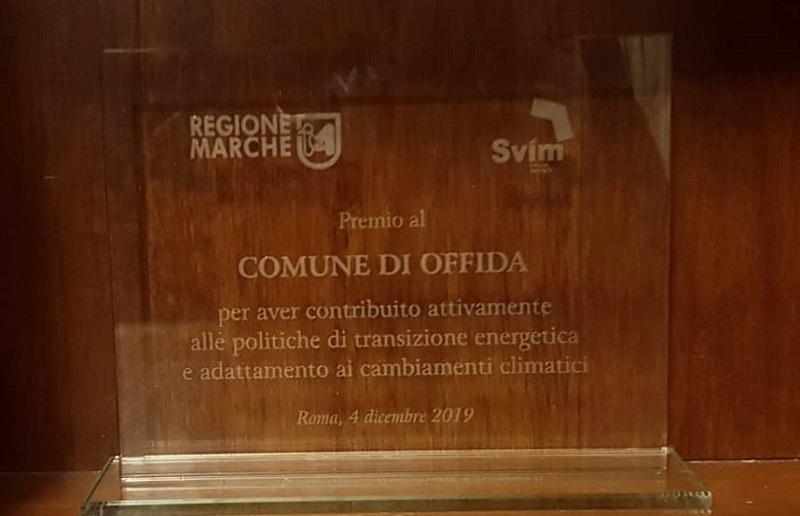 REGIONE
MARCHE
Svim
Premio al
COMUNE DI OFFIDA
per aver contribuito attivamente
alle politiche di transizione energetica
e adattamento ai cambiamenti climatici
Roma, 4 dicembre 2019